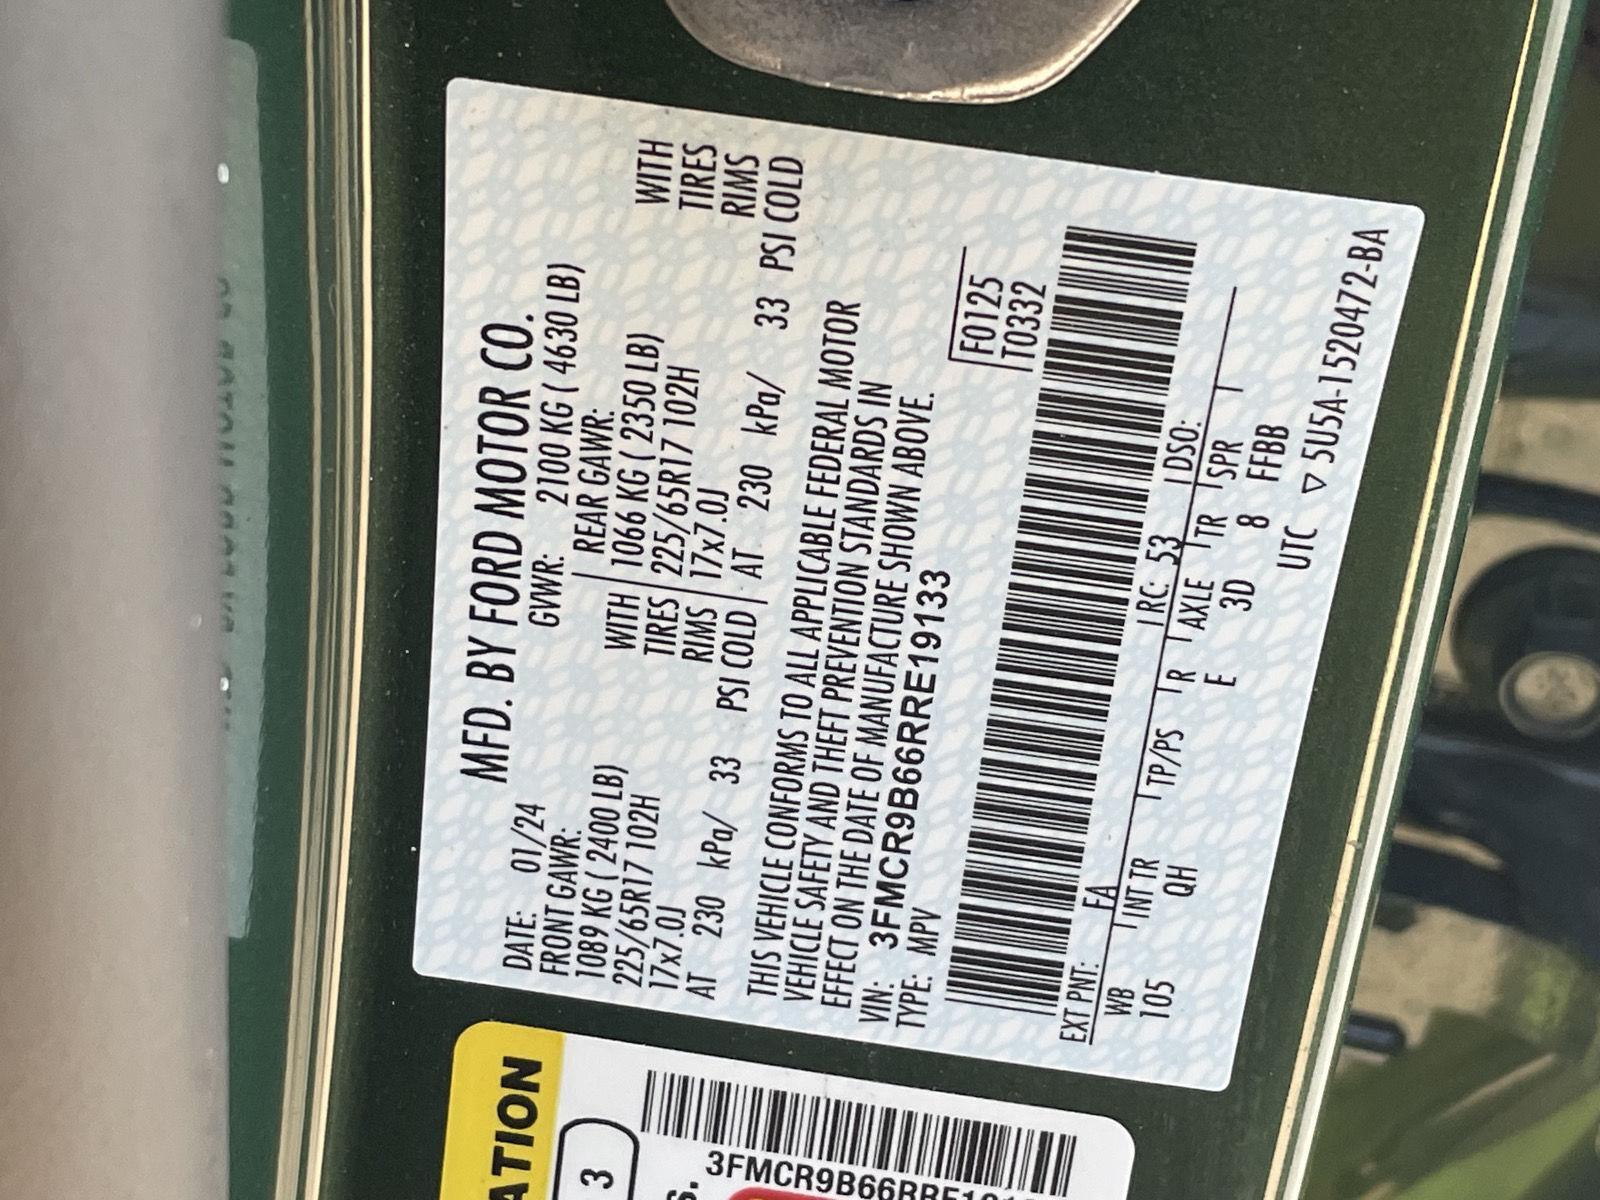 MFD. BY FORD MOTOR CO.
DATE: 01/24 GVWR: 2100 KG ( 4630 LB)
FRONT GAWR: REAR GAWR:
1089 KG ( 2400 LB) WITH 1066 KG ( 2350 LB) WITH
225/65R17 102H TIRES 225/65R17 102H TIRES
17x7.0J RIMS 17x7.0J RIMS
AT 230 kPa/ 33 PSI COLD AT 230 kPa/ 33 PSI COLD
THIS VEHICLE CONFORMS TO ALL APPLICABLE FEDERAL MOTOR
VEHICLE SAFETY AND THEFT PREVENTION STANDARDS IN
EFFECT ON THE DATE OF MANUFACTURE SHOWN ABOVE.
VIN: 3FMCR9B66RRE19133
TYPE: MPV
F0125
T0332
EXT PNT: FA RC: 53 DSO:
WB INT TR TP/PS R AXLE TR SPR
105 QH E 3D 8 FFBB
UTC ▽ 5U5A-1520472-BA
ATION
3
S.
3FMCR9B66RRE19